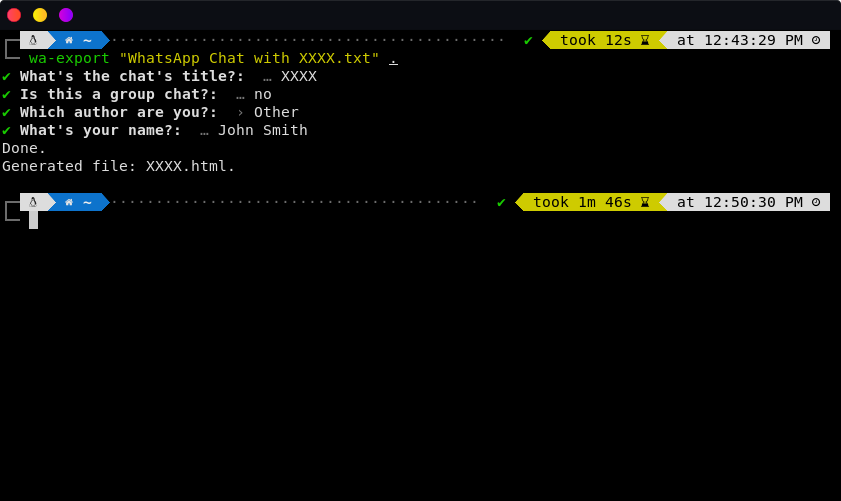 ~ ✔ took 12s at 12:43:29 PM
wa-export "WhatsApp Chat with XXXX.txt" .
✔ What's the chat's title?: … XXXX
✔ Is this a group chat?: … no
✔ Which author are you?: › Other
✔ What's your name?: … John Smith
Done.
Generated file: XXXX.html.
~ ✔ took 1m 46s at 12:50:30 PM